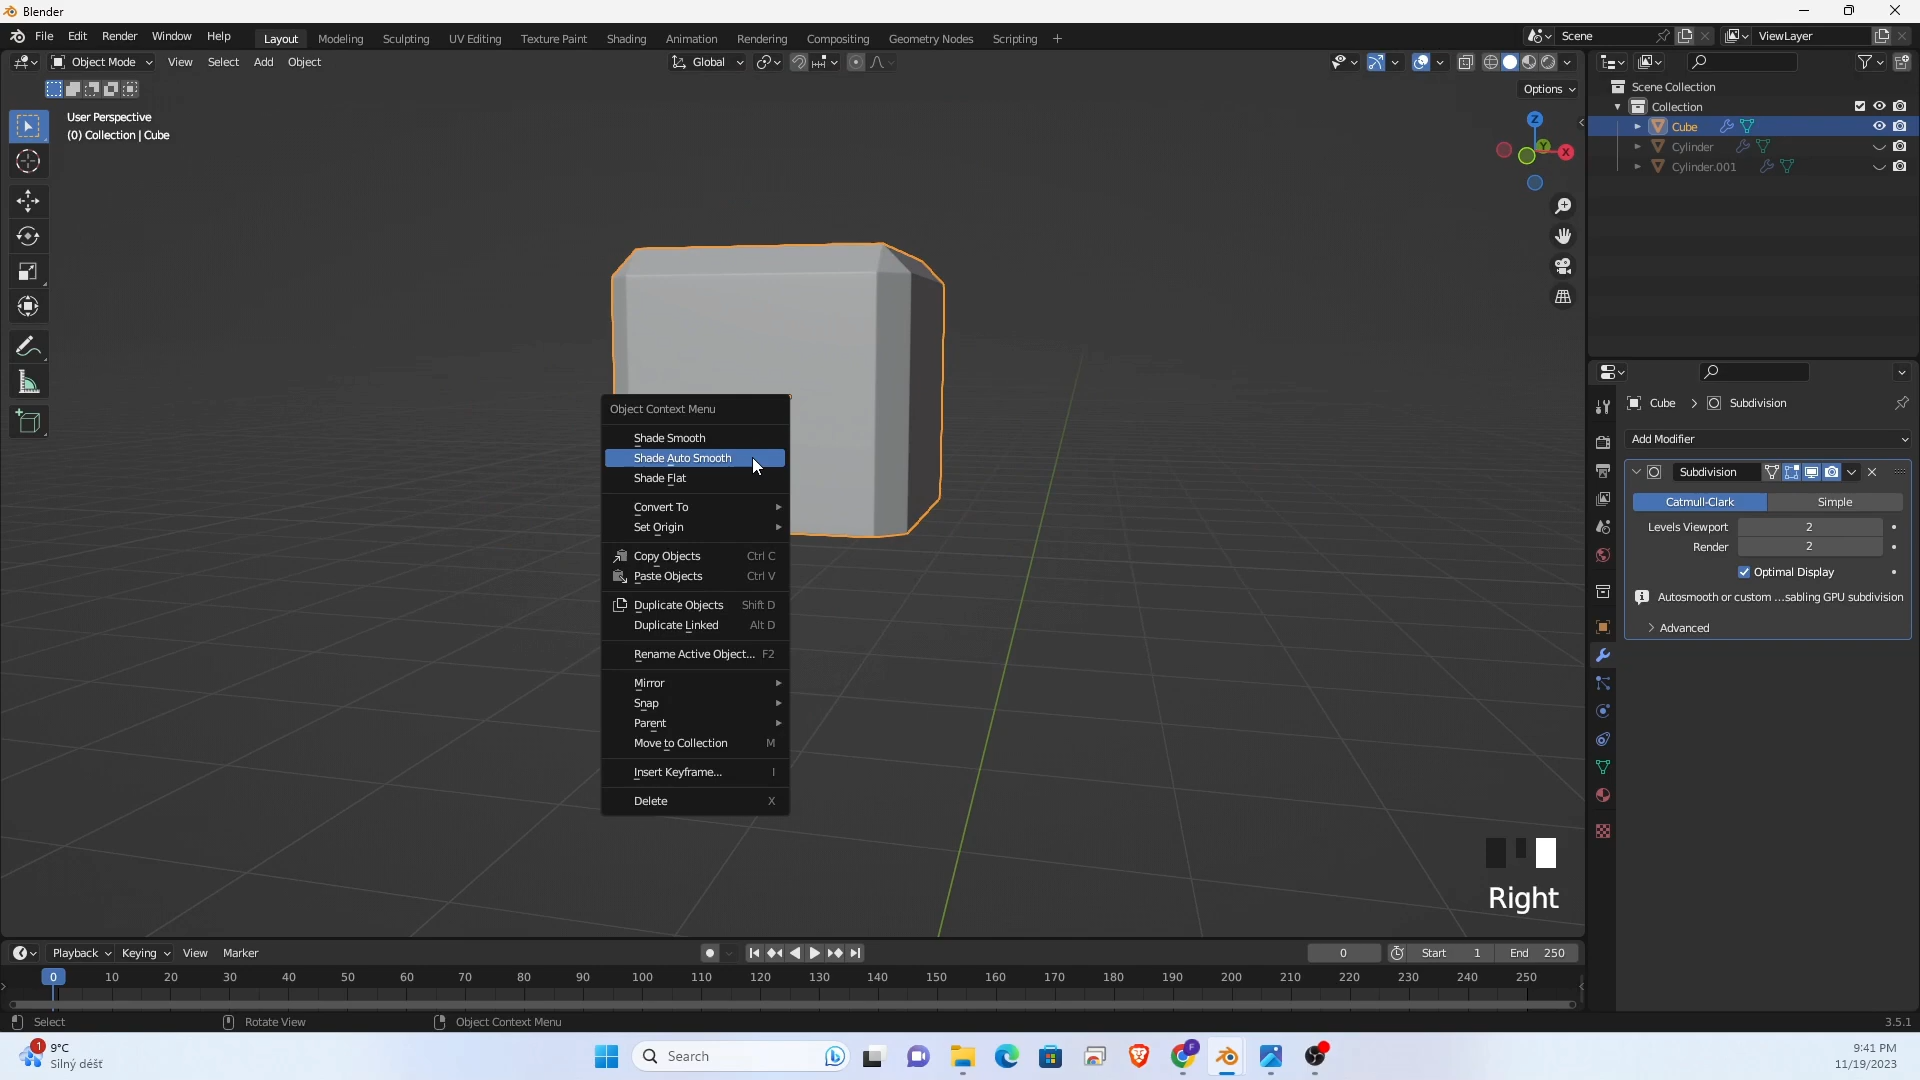 Blender
File Edit Render Window Help Layout Modeling Sculpting UV Editing Texture Paint Shading Animation Rendering Compositing Geometry Nodes Scripting + Scene ViewLayer
Object Mode View Select Add Object Global
Options
User Perspective
(0) Collection | Cube
Z
Y
X
Scene Collection
Collection
Cube
Cylinder
Cylinder.001
Cube > Subdivision
Add Modifier
Subdivision
Catmull-Clark Simple
Levels Viewport 2
Render 2
Optimal Display
Autosmooth or custom ...sabling GPU subdivision
Advanced
Object Context Menu
Shade Smooth
Shade Auto Smooth
Shade Flat
Convert To
Set Origin
Copy Objects Ctrl C
Paste Objects Ctrl V
Duplicate Objects Shift D
Duplicate Linked Alt D
Rename Active Object... F2
Mirror
Snap
Parent
Move to Collection M
Insert Keyframe... I
Delete X
Right
Playback Keying View Marker 0 Start 1 End 250
0 10 20 30 40 50 60 70 80 90 100 110 120 130 140 150 160 170 180 190 200 210 220 230 240 250
Select Rotate View Object Context Menu 3.5.1
1
9°C
Silný déšť
Search
F
9:41 PM
11/19/2023